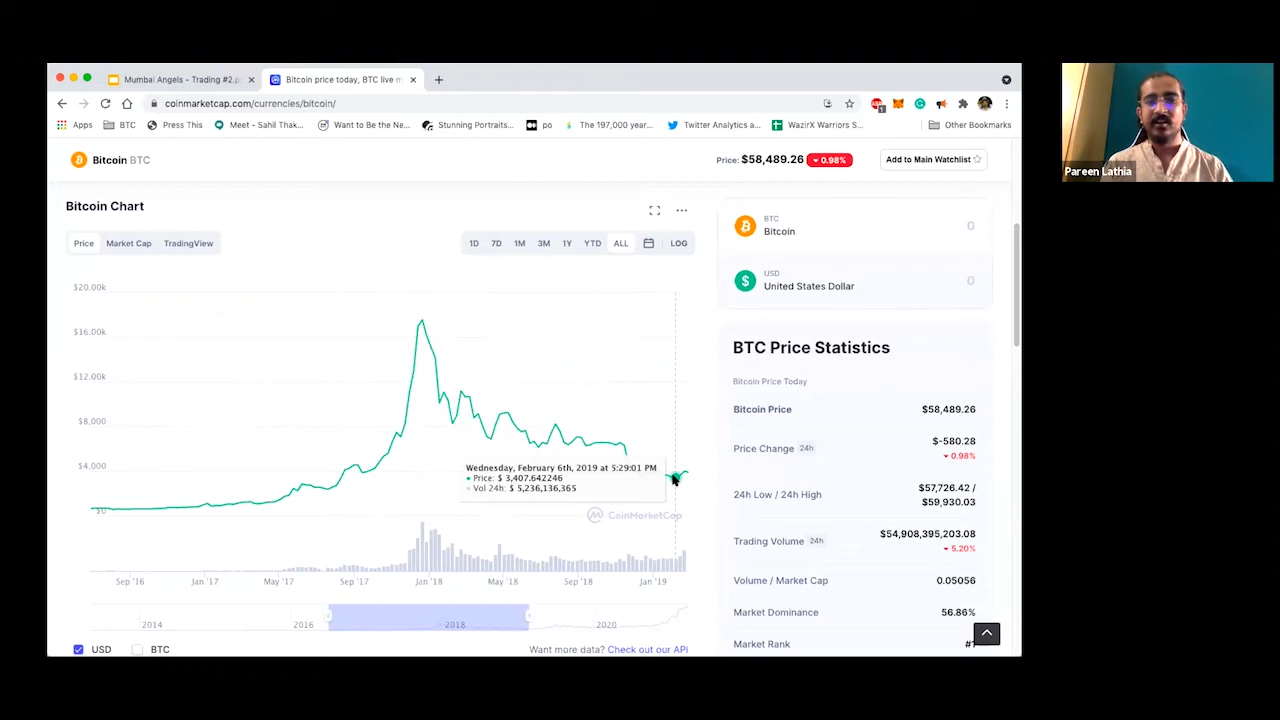 Mumbai Angels - Trading #2.p
Bitcoin price today, BTC live m
coinmarketcap.com/currencies/bitcoin/
Apps
BTC
Press This
Meet - Sahil Thak...
Want to Be the Ne...
Stunning Portraits...
po
The 197,000 year...
Twitter Analytics a...
WazirX Warriors S...
Other Bookmarks
Bitcoin BTC
Price: $58,489.26 0.98%
Add to Main Watchlist
Bitcoin Chart
Price Market Cap TradingView
1D 7D 1M 3M 1Y YTD ALL LOG
$20.00k
$16.00k
$12.00k
$8,000
$4,000
$0
Wednesday, February 6th, 2019 at 5:29:01 PM
Price: $ 3,407.642246
Vol 24h: $ 5,236,136,365
CoinMarketCap
Sep '16 Jan '17 May '17 Sep '17 Jan '18 May '18 Sep '18 Jan '19
2014 2016 2018 2020
USD BTC
Want more data? Check out our API
BTC
Bitcoin
0
USD
United States Dollar
0
BTC Price Statistics
Bitcoin Price Today
Bitcoin Price $58,489.26
Price Change 24h $-580.28
0.98%
24h Low / 24h High $57,726.42 /
$59,930.03
Trading Volume 24h $54,908,395,203.08
5.20%
Volume / Market Cap 0.05056
Market Dominance 56.86%
Market Rank #1
Pareen Lathia